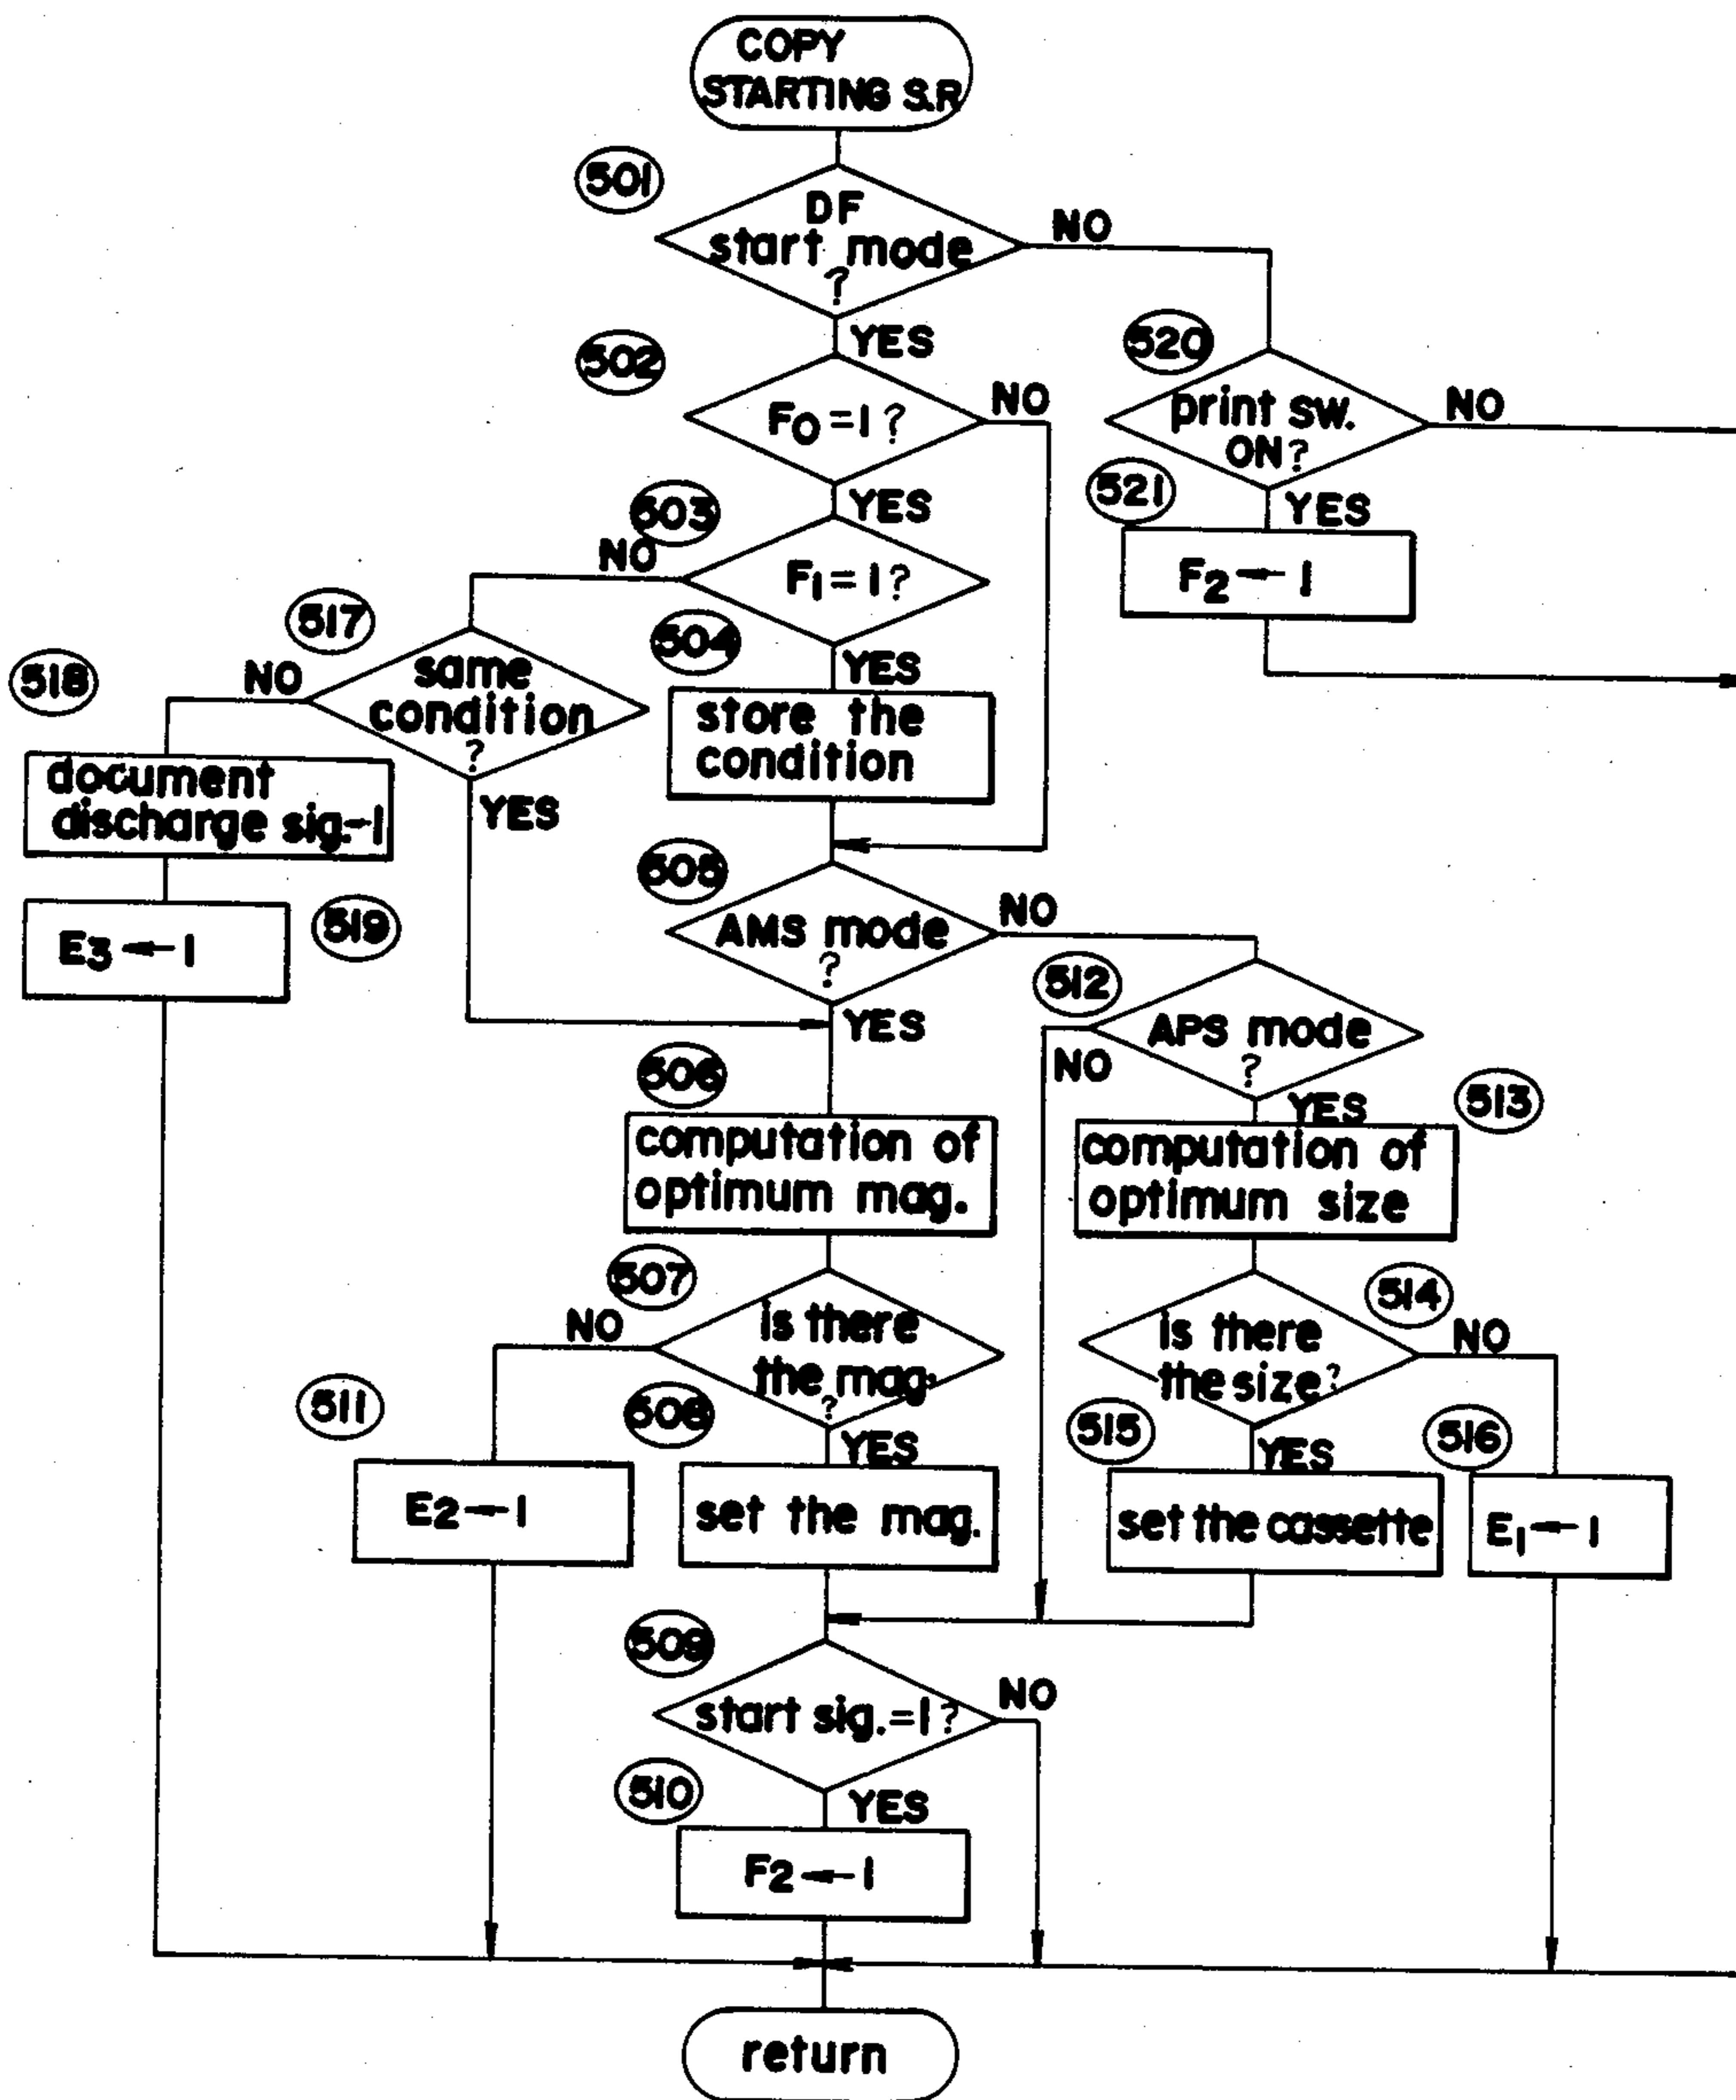 COPY
STARTING S.R
501
DF
start mode
?
NO
YES
502
F0=1?
NO
YES
520
print sw.
ON?
NO
YES
521
F2←1
503
F1=1?
NO
YES
504
store the
condition
517
same
condition
?
NO
YES
518
document
discharge sig.-1
519
E3←1
505
AMS mode
?
NO
YES
512
APS mode
?
NO
YES
506
computation of
optimum mag.
513
computation of
optimum size
507
is there
the mag.
?
NO
YES
514
is there
the size?
NO
YES
511
E2←1
508
set the mag.
515
set the cassette
516
E1←1
509
start sig.=1?
NO
YES
510
F2←1
return